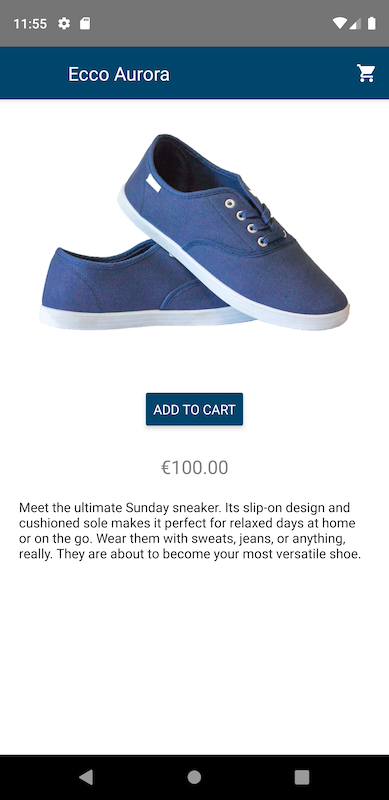 11:55
Ecco Aurora
ADD TO CART
€100.00
Meet the ultimate Sunday sneaker. Its slip-on design and
cushioned sole makes it perfect for relaxed days at home
or on the go. Wear them with sweats, jeans, or anything,
really. They are about to become your most versatile shoe.